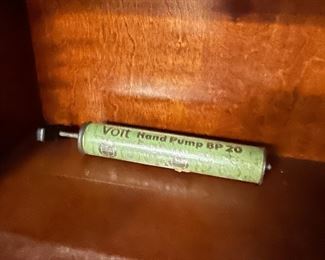 Voit Hand Pump BP 20